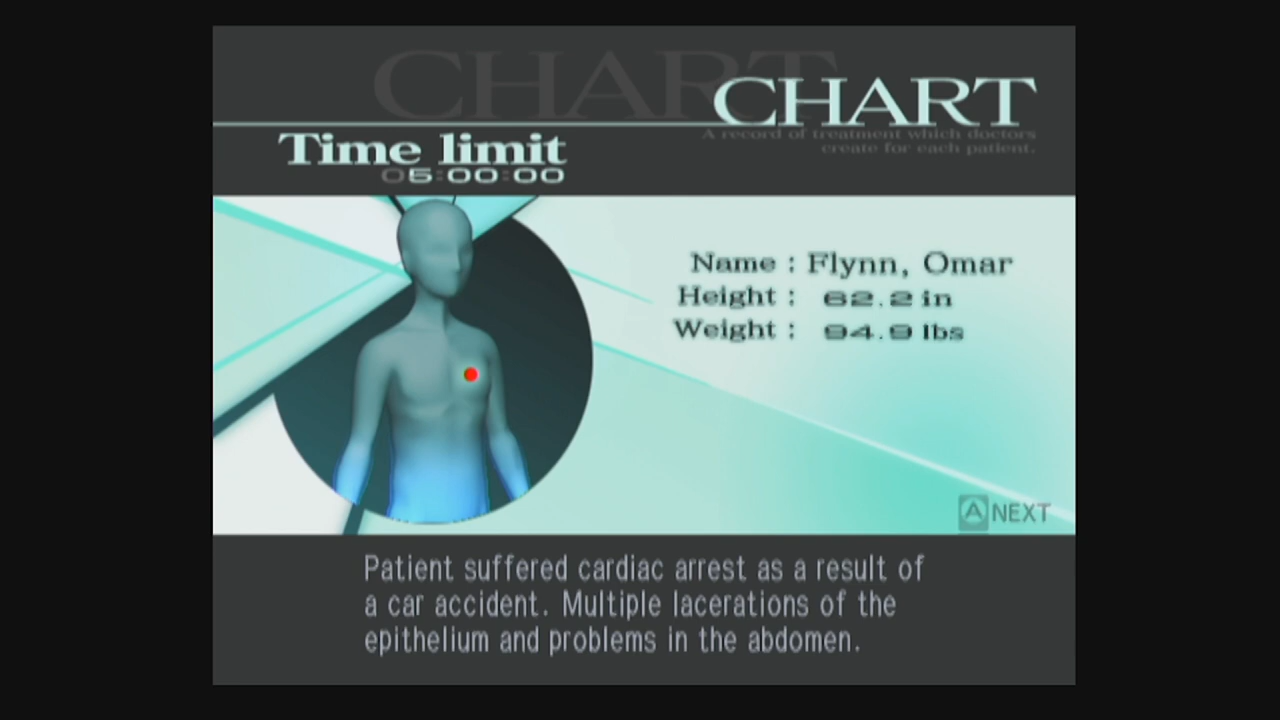 CHART
CHART
A record of treatment which doctors
create for each patient.
Time limit
05:00:00
Name : Flynn, Omar
Height : 62.2 in
Weight : 94.9 lbs
A NEXT
Patient suffered cardiac arrest as a result of
a car accident. Multiple lacerations of the
epithelium and problems in the abdomen.